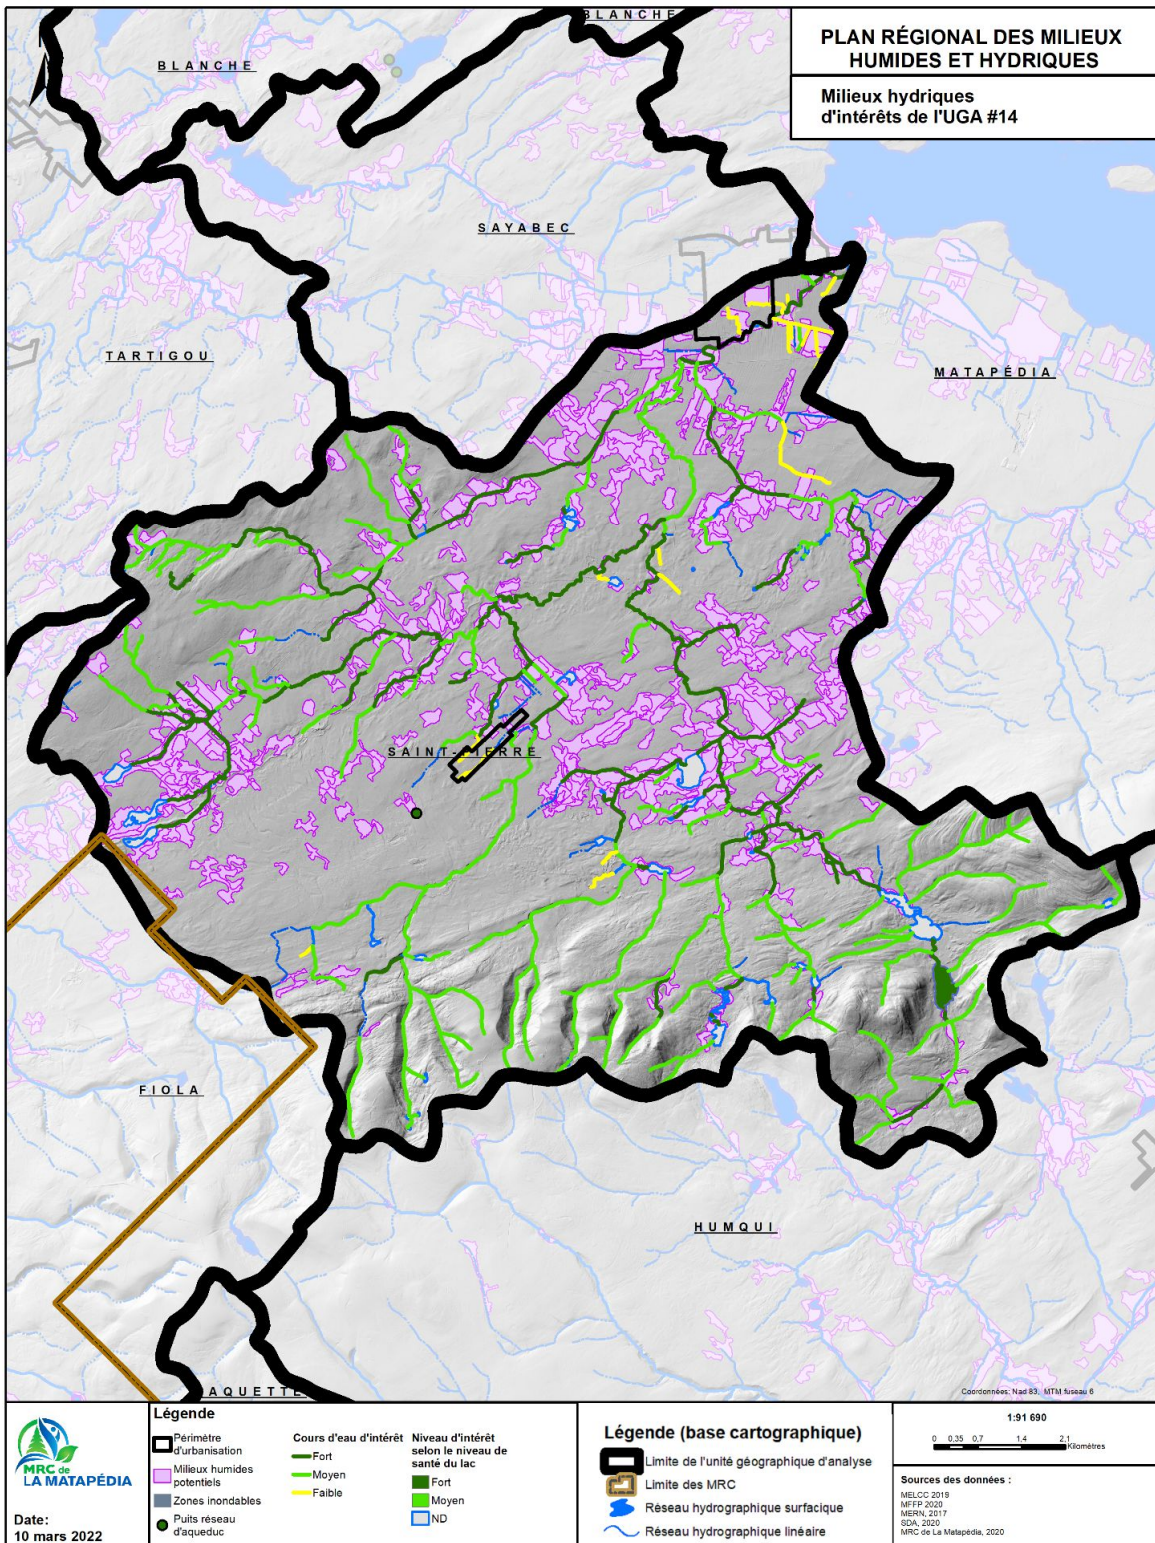 PLAN RÉGIONAL DES MILIEUX
HUMIDES ET HYDRIQUES
Milieux hydriques
d'intérêts de l'UGA #14
BLANCHE
BLANCHE
SAYABEC
TARTIGOU
MATAPÉDIA
SAINT-PIERRE
FIOLA
HUMQUI
AQUETTE
Coordonnées: Nad 83, MTM fuseau 6
MRC de
LA MATAPÉDIA
Date:
10 mars 2022
Légende
Périmètre
d'urbanisation
Milieux humides
potentiels
Zones inondables
Puits réseau
d'aqueduc
Cours d'eau d'intérêt
Fort
Moyen
Faible
Niveau d'intérêt
selon le niveau de
santé du lac
Fort
Moyen
ND
Légende (base cartographique)
Limite de l'unité géographique d'analyse
Limite des MRC
Réseau hydrographique surfacique
Réseau hydrographique linéaire
1:91 690
0 0,35 0,7 1,4 2,1
Kilomètres
Sources des données :
MELCC 2019
MFFP 2020
MERN, 2017
SDA, 2020
MRC de La Matapédia, 2020